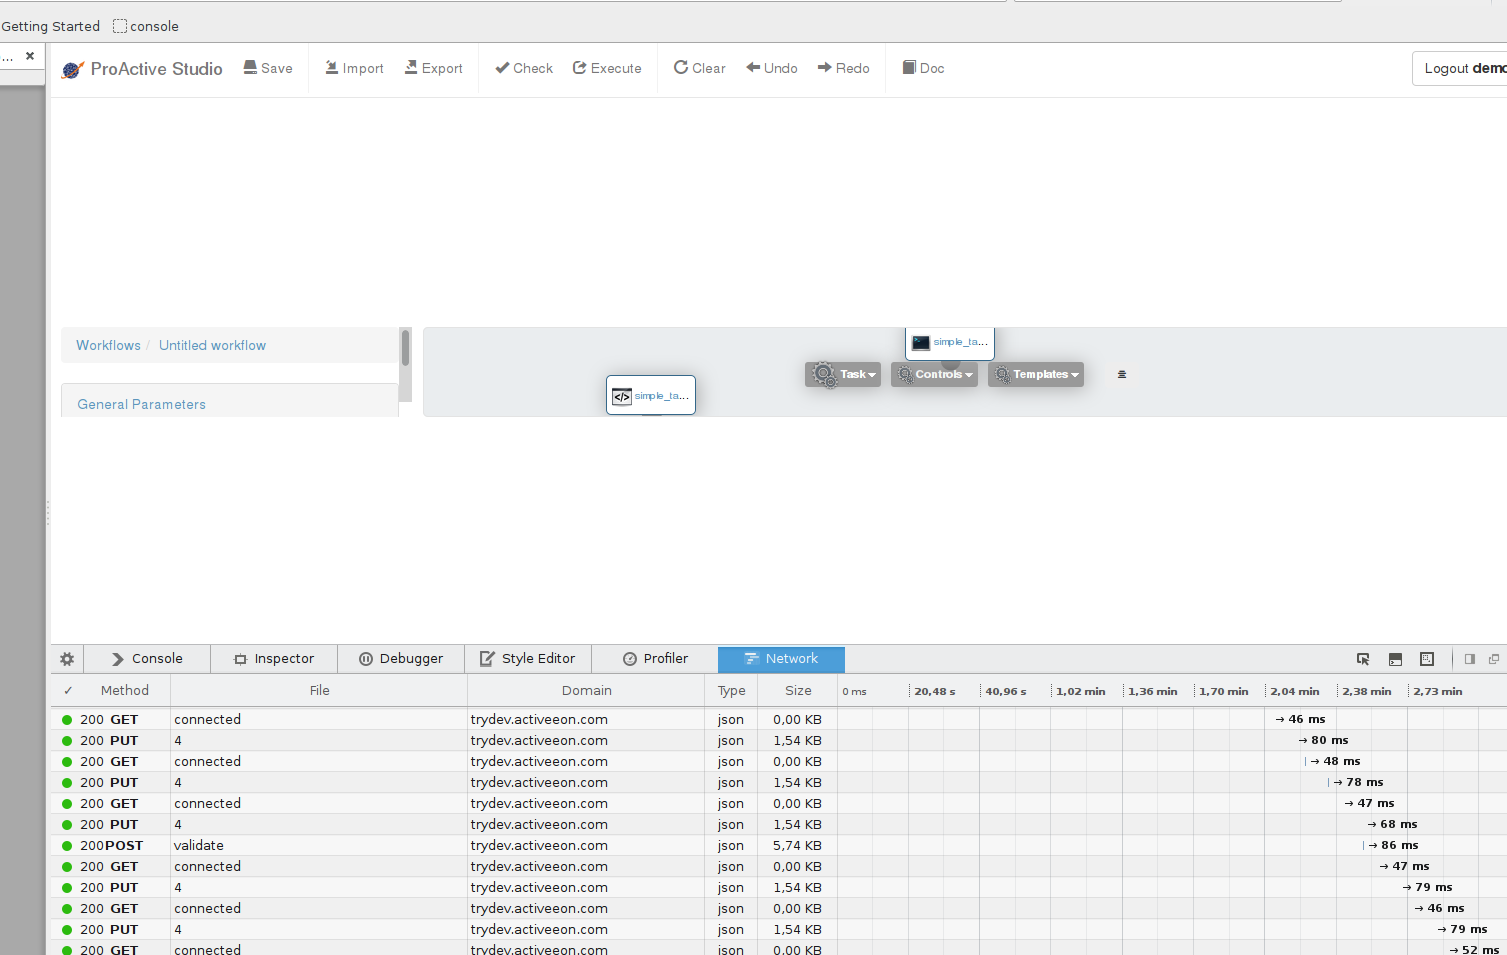 Getting Started console
...
ProActive Studio Save Import Export Check Execute Clear Undo Redo Doc Logout demo
Workflows / Untitled workflow
simple_ta...
Task Controls Templates
simple_ta...
General Parameters
Console Inspector Debugger Style Editor Profiler Network
✓ Method File Domain Type Size 0 ms 20,48 s 40,96 s 1,02 min 1,36 min 1,70 min 2,04 min 2,38 min 2,73 min
200 GET connected trydev.activeeon.com json 0,00 KB → 46 ms
200 PUT 4 trydev.activeeon.com json 1,54 KB → 80 ms
200 GET connected trydev.activeeon.com json 0,00 KB → 48 ms
200 PUT 4 trydev.activeeon.com json 1,54 KB → 78 ms
200 GET connected trydev.activeeon.com json 0,00 KB → 47 ms
200 PUT 4 trydev.activeeon.com json 1,54 KB → 68 ms
200 POST validate trydev.activeeon.com json 5,74 KB → 86 ms
200 GET connected trydev.activeeon.com json 0,00 KB → 47 ms
200 PUT 4 trydev.activeeon.com json 1,54 KB → 79 ms
200 GET connected trydev.activeeon.com json 0,00 KB → 46 ms
200 PUT 4 trydev.activeeon.com json 1,54 KB → 79 ms
200 GET connected trydev.activeeon.com json 0,00 KB → 52 ms